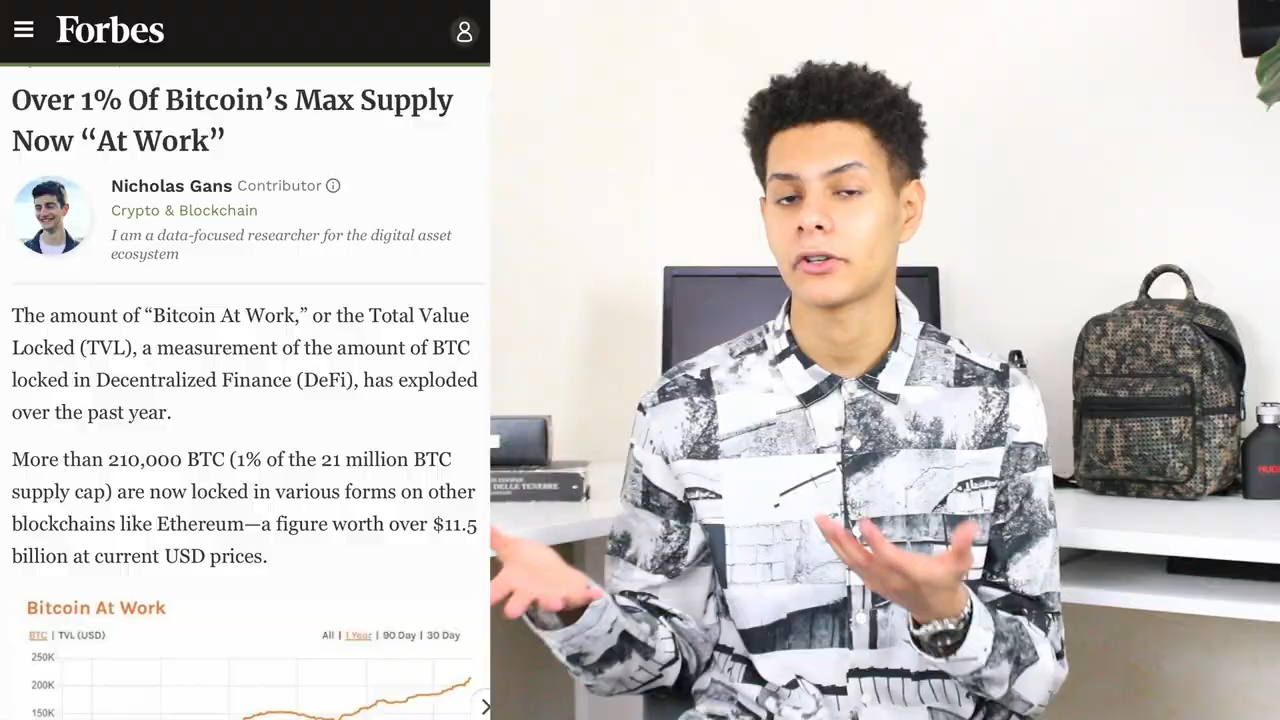 Forbes
Over 1% Of Bitcoin’s Max Supply
Now “At Work”
Nicholas Gans Contributor
Crypto & Blockchain
I am a data-focused researcher for the digital asset
ecosystem
The amount of “Bitcoin At Work,” or the Total Value
Locked (TVL), a measurement of the amount of BTC
locked in Decentralized Finance (DeFi), has exploded
over the past year.
More than 210,000 BTC (1% of the 21 million BTC
supply cap) are now locked in various forms on other
blockchains like Ethereum—a figure worth over $11.5
billion at current USD prices.
Bitcoin At Work
BTC | TVL (USD)
All | 1 Year | 90 Day | 30 Day
250K
200K
150K
DELLE TENEBRE
HUGO